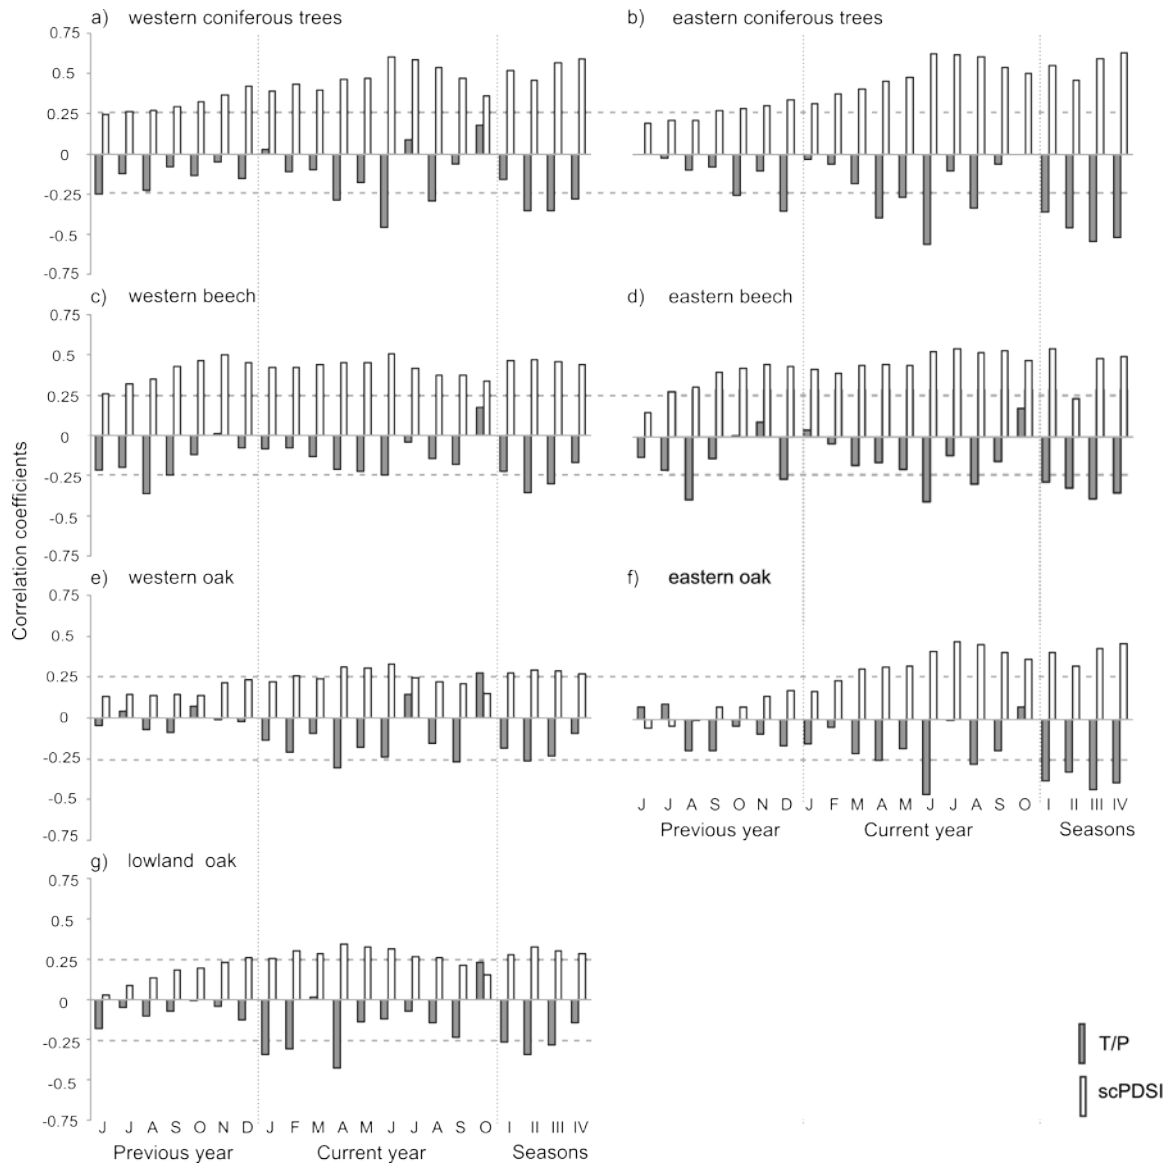 a) western coniferous trees
b) eastern coniferous trees
0.75
0.5
0.25
0
-0.25
-0.5
-0.75
c) western beech
d) eastern beech
0.75
0.5
0.25
0
-0.25
-0.5
-0.75
Correlation coefficients
e) western oak
f) eastern oak
0.75
0.5
0.25
0
-0.25
-0.5
-0.75
J J A S O N D J F M A M J J A S O I II III IV
Previous year Current year Seasons
g) lowland oak
0.75
0.5
0.25
0
-0.25
-0.5
-0.75
J J A S O N D J F M A M J J A S O I II III IV
Previous year Current year Seasons
T/P
scPDSI